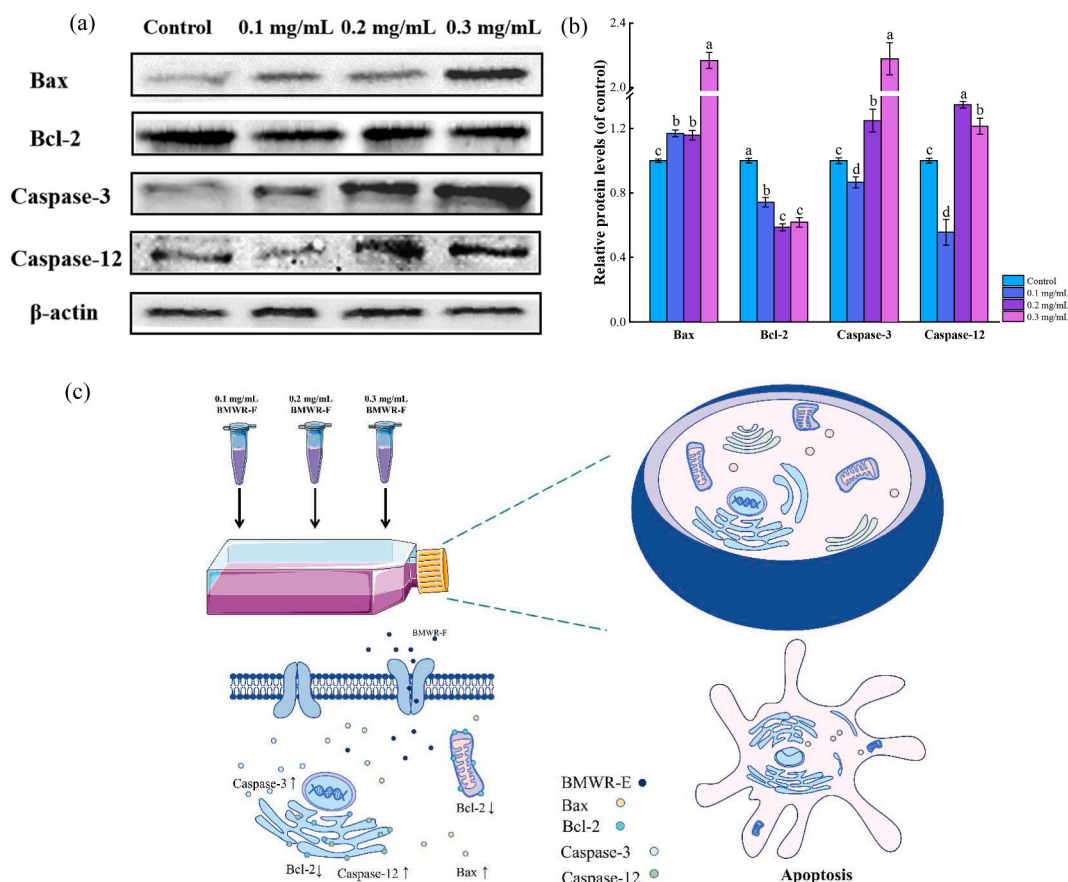 (a)
Control 0.1 mg/mL 0.2 mg/mL 0.3 mg/mL
Bax
Bcl-2
Caspase-3
Caspase-12
β-actin
(b)
Relative protein levels (of control)
2.4
2.0
1.2
0.8
0.4
0.0
c b b a
a b c c
c d b a
c d a b
Bax Bcl-2 Caspase-3 Caspase-12
Control
0.1 mg/mL
0.2 mg/mL
0.3 mg/mL
(c)
0.1 mg/mL 0.2 mg/mL 0.3 mg/mL
BMWR-F BMWR-F BMWR-F
BMWR-F
Caspase-3 ↑
Bcl-2 ↓
Bcl-2↓
Caspase-12 ↑
Bax ↑
BMWR-E
Bax
Bcl-2
Caspase-3
Caspase-12
Apoptosis